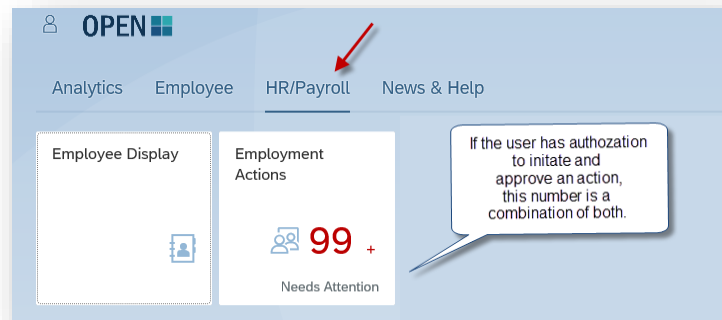 OPEN
Analytics Employee HR/Payroll News & Help
Employee Display
Employment
Actions
99 +
Needs Attention
If the user has authozation
to initate and
approve an action,
this number is a
combination of both.